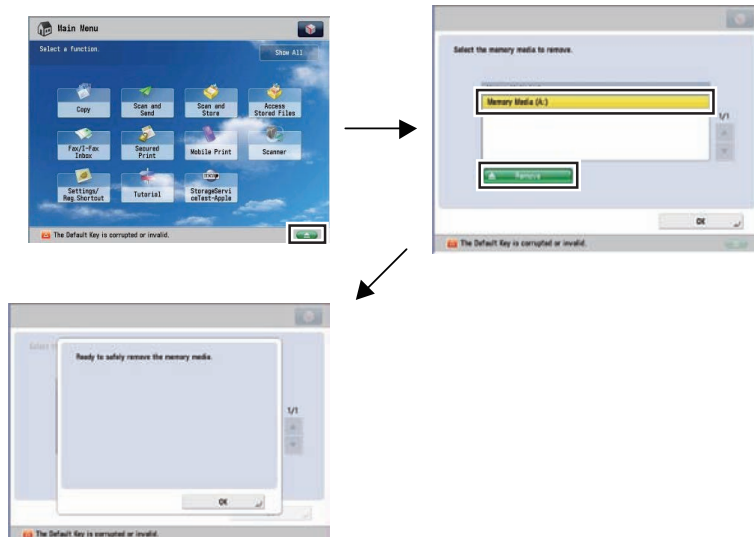 Main Menu
Select a function.
Show All
Copy
Scan and
Send
Scan and
Store
Access
Stored Files
Fax/I-Fax
Inbox
Secured
Print
Mobile Print
Scanner
Settings/
Reg.Shortcut
Tutorial
StorageServi
ceTest-Apple
The Default Key is corrupted or invalid.
Select the memory media to remove.
Memory Media (A:)
1/1
Remove
OK
The Default Key is corrupted or invalid.
Ready to safely remove the memory media.
1/1
OK
The Default Key is corrupted or invalid.